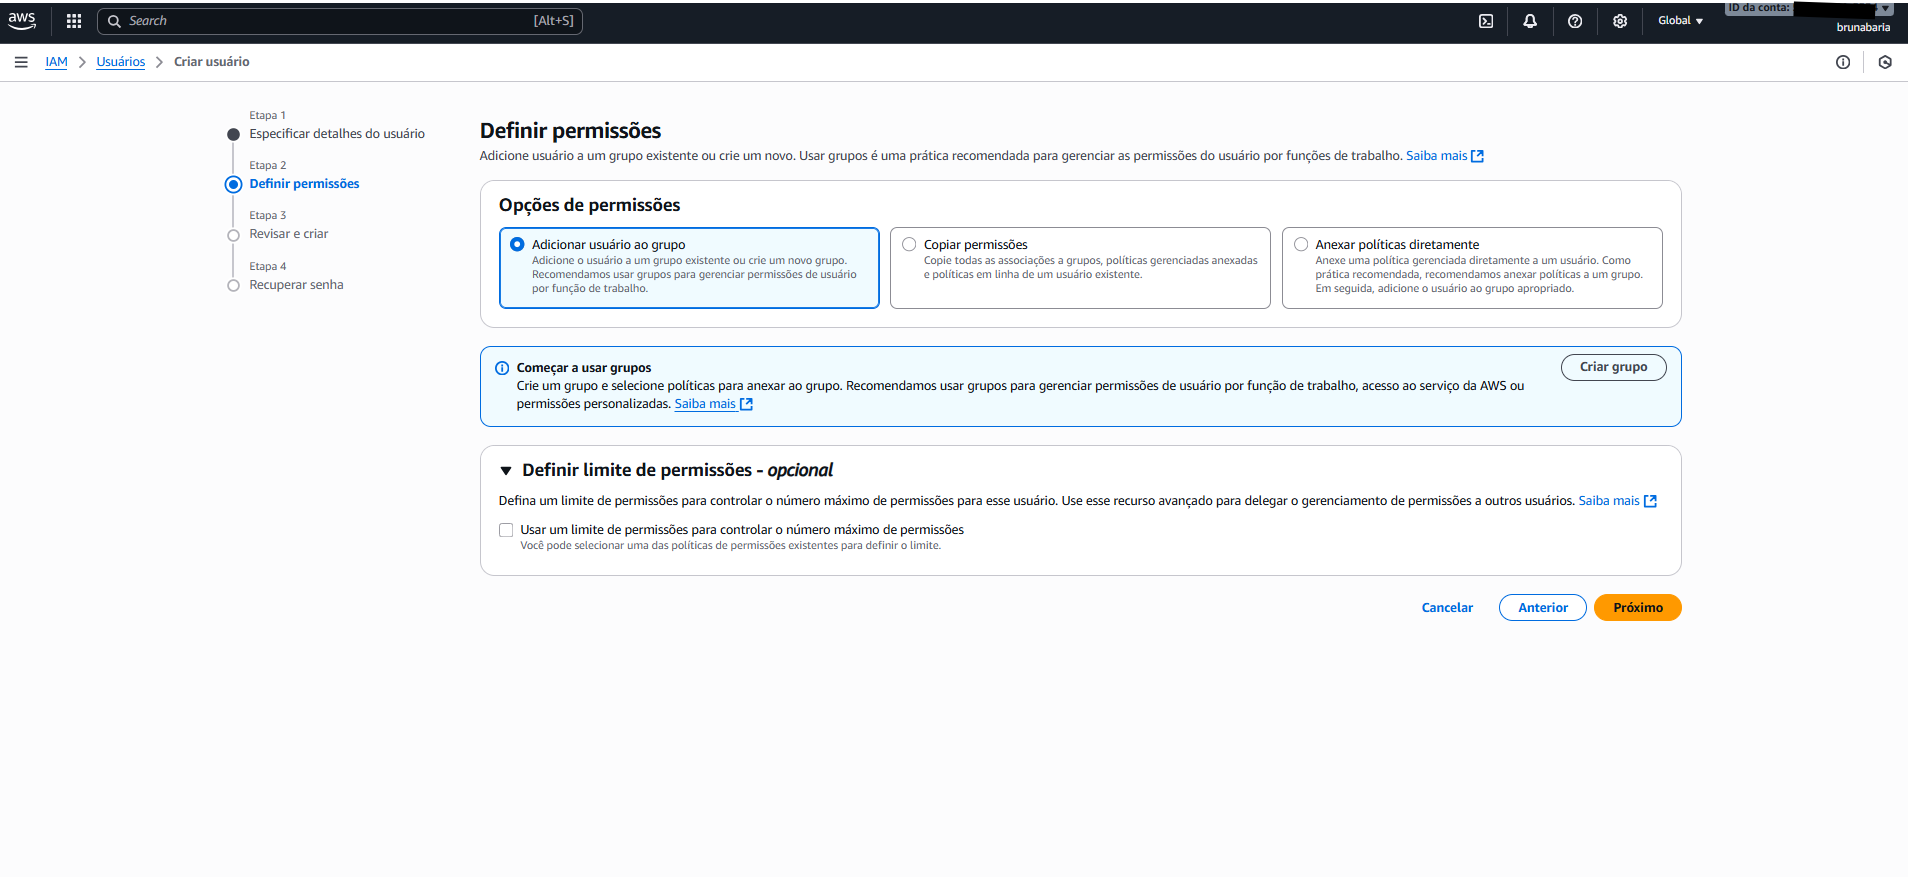 aws
Search
[Alt+S]
Global
ID da conta:
brunabaria
IAM
Usuários
Criar usuário
Etapa 1
Especificar detalhes do usuário
Etapa 2
Definir permissões
Etapa 3
Revisar e criar
Etapa 4
Recuperar senha
Definir permissões
Adicione usuário a um grupo existente ou crie um novo. Usar grupos é uma prática recomendada para gerenciar as permissões do usuário por funções de trabalho. Saiba mais
Opções de permissões
Adicionar usuário ao grupo
Adicione o usuário a um grupo existente ou crie um novo grupo.
Recomendamos usar grupos para gerenciar permissões de usuário
por função de trabalho.
Copiar permissões
Copie todas as associações a grupos, políticas gerenciadas anexadas
e políticas em linha de um usuário existente.
Anexar políticas diretamente
Anexe uma política gerenciada diretamente a um usuário. Como
prática recomendada, recomendamos anexar políticas a um grupo.
Em seguida, adicione o usuário ao grupo apropriado.
Começar a usar grupos
Criar grupo
Crie um grupo e selecione políticas para anexar ao grupo. Recomendamos usar grupos para gerenciar permissões de usuário por função de trabalho, acesso ao serviço da AWS ou
permissões personalizadas. Saiba mais
Definir limite de permissões - opcional
Defina um limite de permissões para controlar o número máximo de permissões para esse usuário. Use esse recurso avançado para delegar o gerenciamento de permissões a outros usuários. Saiba mais
Usar um limite de permissões para controlar o número máximo de permissões
Você pode selecionar uma das políticas de permissões existentes para definir o limite.
Cancelar
Anterior
Próximo